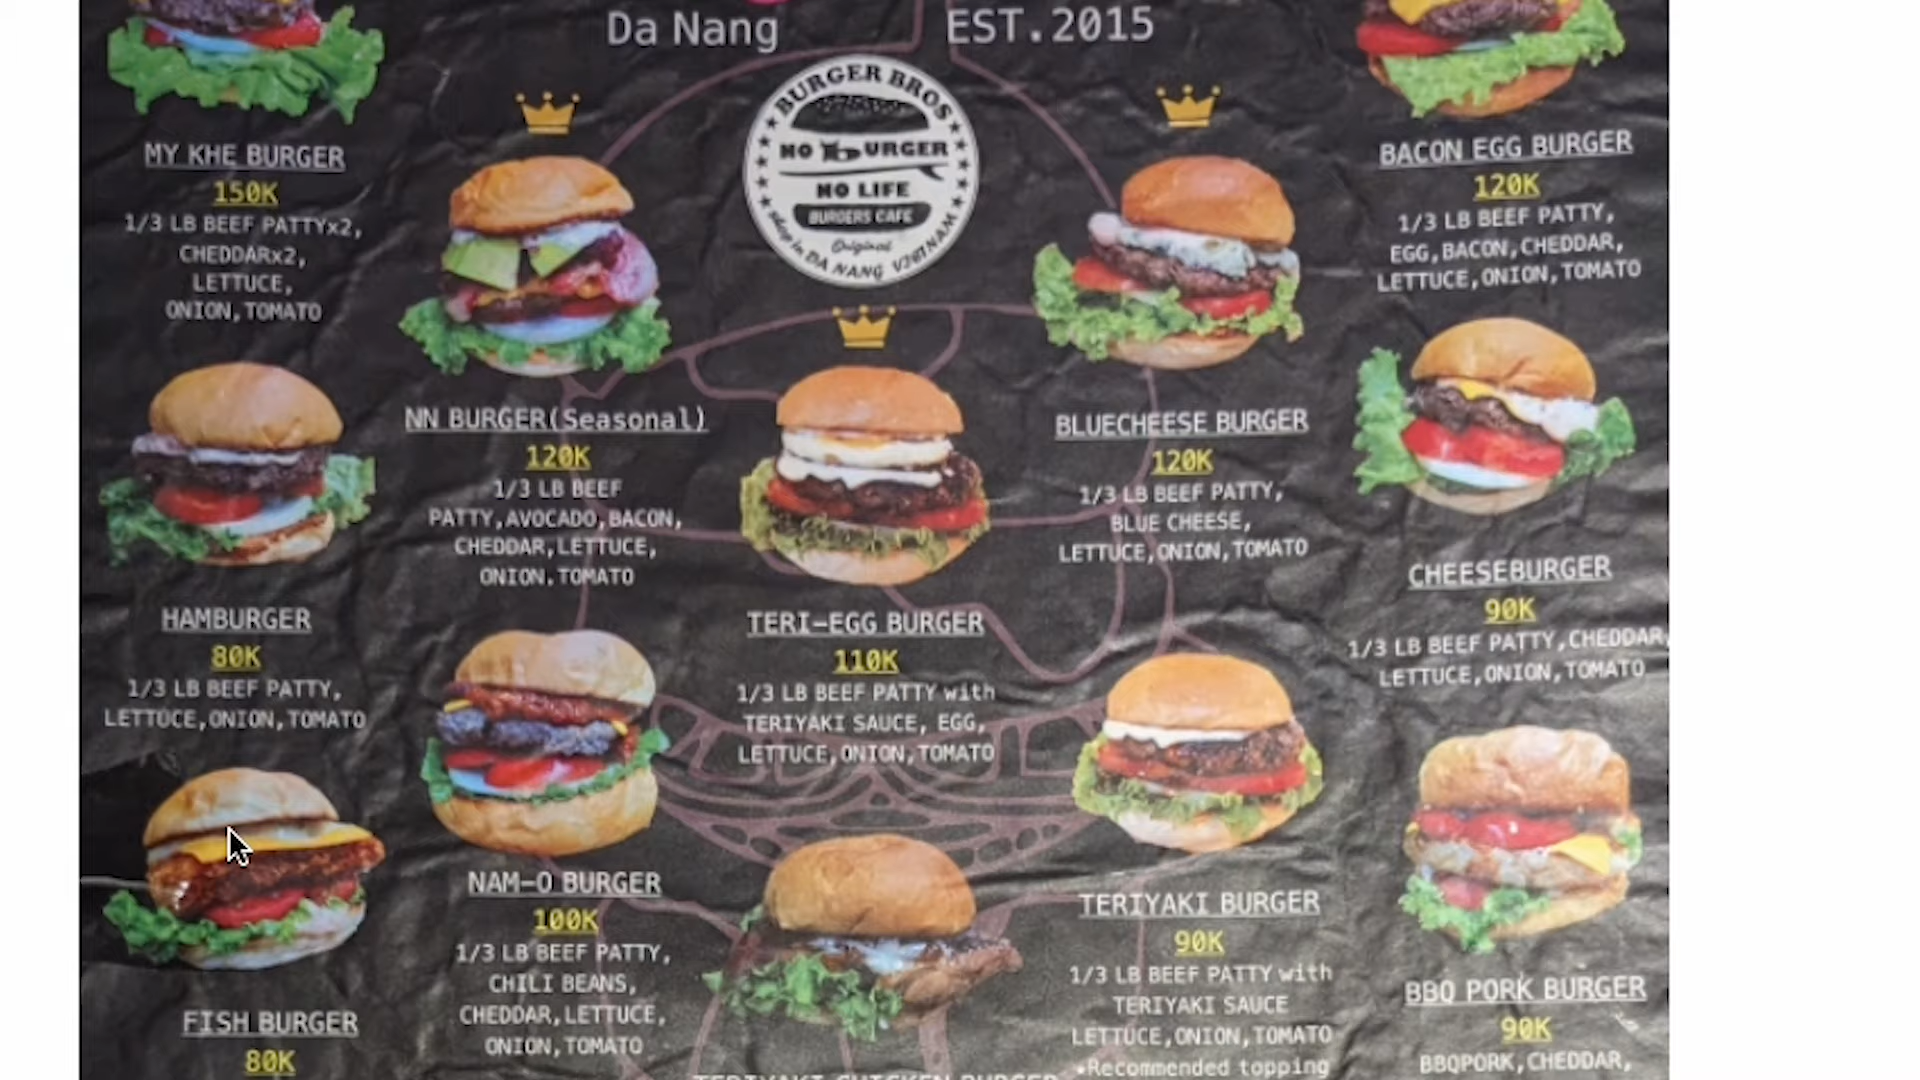 Da Nang
EST.2015
BURGER BROS
NO BURGER
NO LIFE
BURGERS CAFE
Original
shop in DA NANG VIETNAM
MY KHE BURGER
150K
1/3 LB BEEF PATTYx2,
CHEDDARx2,
LETTUCE,
ONION,TOMATO
BACON EGG BURGER
120K
1/3 LB BEEF PATTY,
EGG,BACON,CHEDDAR,
LETTUCE,ONION,TOMATO
NN BURGER(Seasonal)
120K
1/3 LB BEEF
PATTY,AVOCADO,BACON,
CHEDDAR,LETTUCE,
ONION.TOMATO
BLUECHEESE BURGER
120K
1/3 LB BEEF PATTY,
BLUE CHEESE,
LETTUCE,ONION,TOMATO
HAMBURGER
80K
1/3 LB BEEF PATTY,
LETTUCE,ONION,TOMATO
TERI-EGG BURGER
110K
1/3 LB BEEF PATTY with
TERIYAKI SAUCE, EGG,
LETTUCE,ONION,TOMATO
CHEESEBURGER
90K
1/3 LB BEEF PATTY,CHEDDAR,
LETTUCE,ONION,TOMATO
FISH BURGER
80K
NAM-O BURGER
100K
1/3 LB BEEF PATTY,
CHILI BEANS,
CHEDDAR,LETTUCE,
ONION,TOMATO
TERIYAKI CHICKEN BURGER
TERIYAKI BURGER
90K
1/3 LB BEEF PATTY with
TERIYAKI SAUCE
LETTUCE,ONION,TOMATO
•Recommended topping
BBQ PORK BURGER
90K
BBQPORK,CHEDDAR,